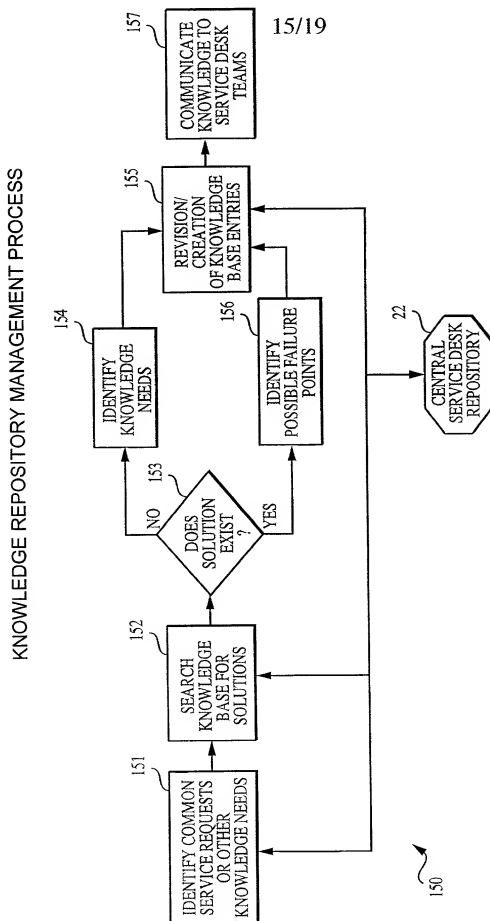 15/19
KNOWLEDGE REPOSITORY MANAGEMENT PROCESS
151
IDENTIFY COMMON
SERVICE REQUESTS
OR OTHER
KNOWLEDGE NEEDS
152
SEARCH
KNOWLEDGE
BASE FOR
SOLUTIONS
153
DOES
SOLUTION
EXIST
?
NO
YES
154
IDENTIFY
KNOWLEDGE
NEEDS
156
IDENTIFY
POSSIBLE FAILURE
POINTS
155
REVISION/
CREATION
OF KNOWLEDGE
BASE ENTRIES
157
COMMUNICATE
KNOWLEDGE TO
SERVICE DESK
TEAMS
22
CENTRAL
SERVICE DESK
REPOSITORY
150